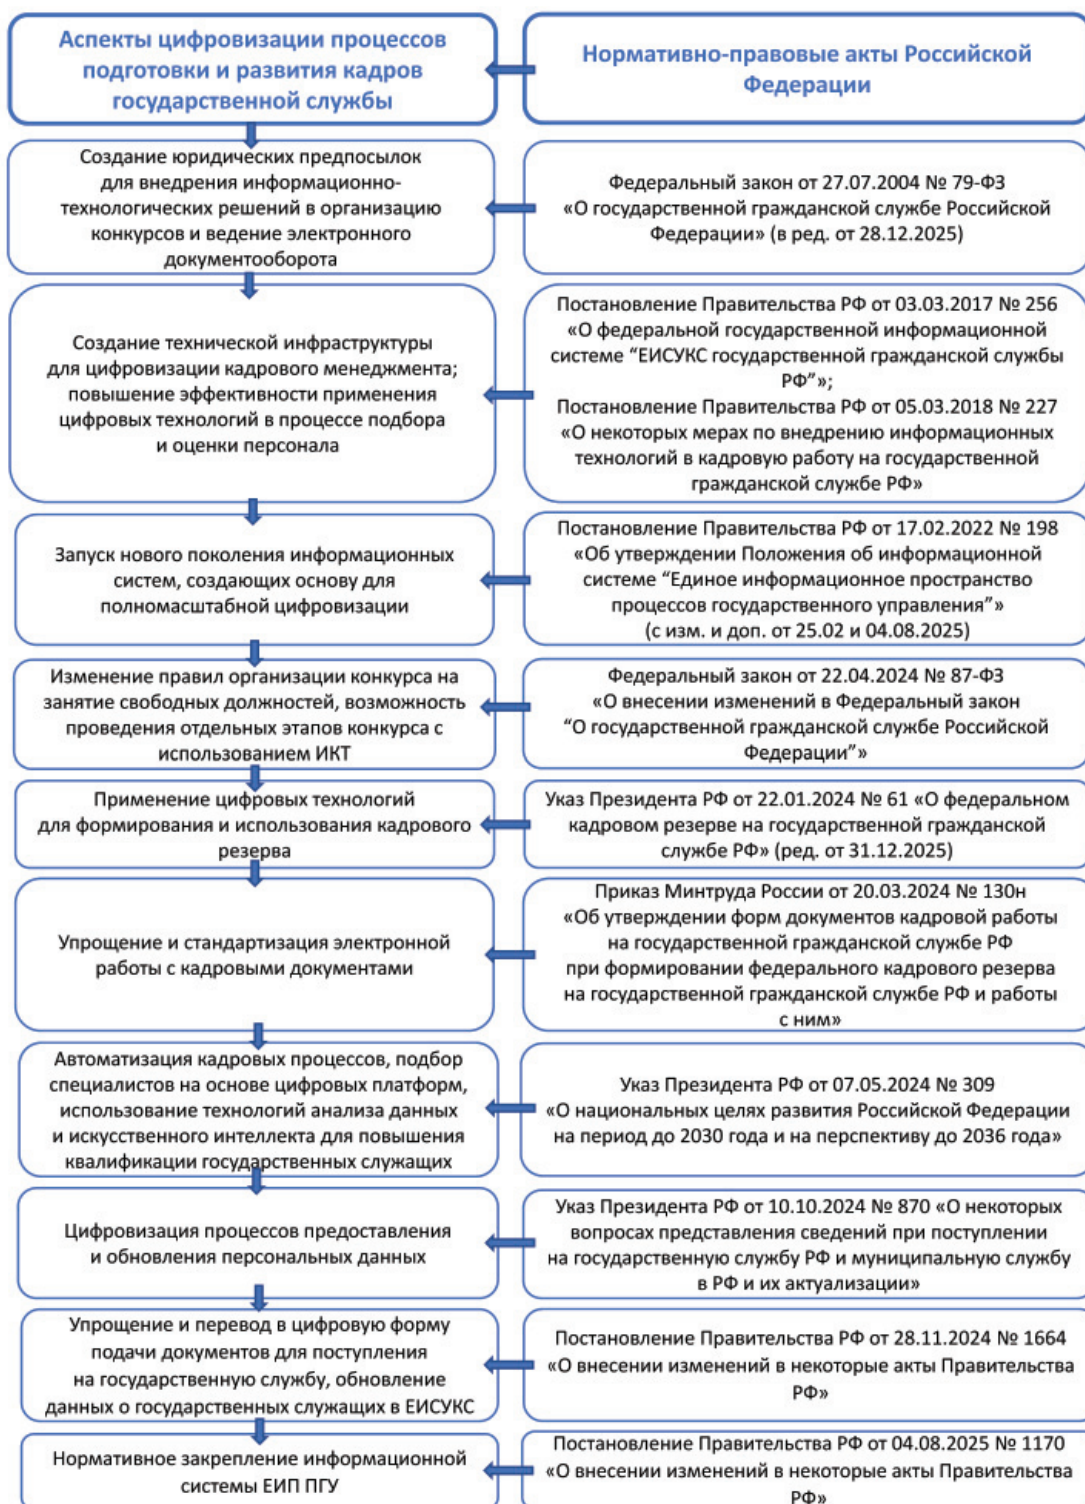 Аспекты цифровизации процессов
подготовки и развития кадров
государственной службы
Нормативно-правовые акты Российской
Федерации
Создание юридических предпосылок
для внедрения информационно-
технологических решений в организацию
конкурсов и ведение электронного
документооборота
Федеральный закон от 27.07.2004 № 79-ФЗ
«О государственной гражданской службе Российской
Федерации» (в ред. от 28.12.2025)
Создание технической инфраструктуры
для цифровизации кадрового менеджмента;
повышение эффективности применения
цифровых технологий в процессе подбора
и оценки персонала
Постановление Правительства РФ от 03.03.2017 № 256
«О федеральной государственной информационной
системе “ЕИСУКС государственной гражданской службы
РФ”»;
Постановление Правительства РФ от 05.03.2018 № 227
«О некоторых мерах по внедрению информационных
технологий в кадровую работу на государственной
гражданской службе РФ»
Запуск нового поколения информационных
систем, создающих основу для
полномасштабной цифровизации
Постановление Правительства РФ от 17.02.2022 № 198
«Об утверждении Положения об информационной
системе “Единое информационное пространство
процессов государственного управления”»
(с изм. и доп. от 25.02 и 04.08.2025)
Изменение правил организации конкурса на
занятие свободных должностей, возможность
проведения отдельных этапов конкурса с
использованием ИКТ
Федеральный закон от 22.04.2024 № 87-ФЗ
«О внесении изменений в Федеральный закон
“О государственной гражданской службе Российской
Федерации”»
Применение цифровых технологий
для формирования и использования кадрового
резерва
Указ Президента РФ от 22.01.2024 № 61 «О федеральном
кадровом резерве на государственной гражданской
службе РФ» (ред. от 31.12.2025)
Упрощение и стандартизация электронной
работы с кадровыми документами
Приказ Минтруда России от 20.03.2024 № 130н
«Об утверждении форм документов кадровой работы
на государственной гражданской службе РФ
при формировании федерального кадрового резерва
на государственной гражданской службе РФ и работы
с ним»
Автоматизация кадровых процессов, подбор
специалистов на основе цифровых платформ,
использование технологий анализа данных
и искусственного интеллекта для повышения
квалификации государственных служащих
Указ Президента РФ от 07.05.2024 № 309
«О национальных целях развития Российской Федерации
на период до 2030 года и на перспективу до 2036 года»
Цифровизация процессов предоставления
и обновления персональных данных
Указ Президента РФ от 10.10.2024 № 870 «О некоторых
вопросах представления сведений при поступлении
на государственную службу РФ и муниципальную службу
в РФ и их актуализации»
Упрощение и перевод в цифровую форму
подачи документов для поступления
на государственную службу, обновление
данных о государственных служащих в ЕИСУКС
Постановление Правительства РФ от 28.11.2024 № 1664
«О внесении изменений в некоторые акты Правительства
РФ»
Нормативное закрепление информационной
системы ЕИП ПГУ
Постановление Правительства РФ от 04.08.2025 № 1170
«О внесении изменений в некоторые акты Правительства
РФ»